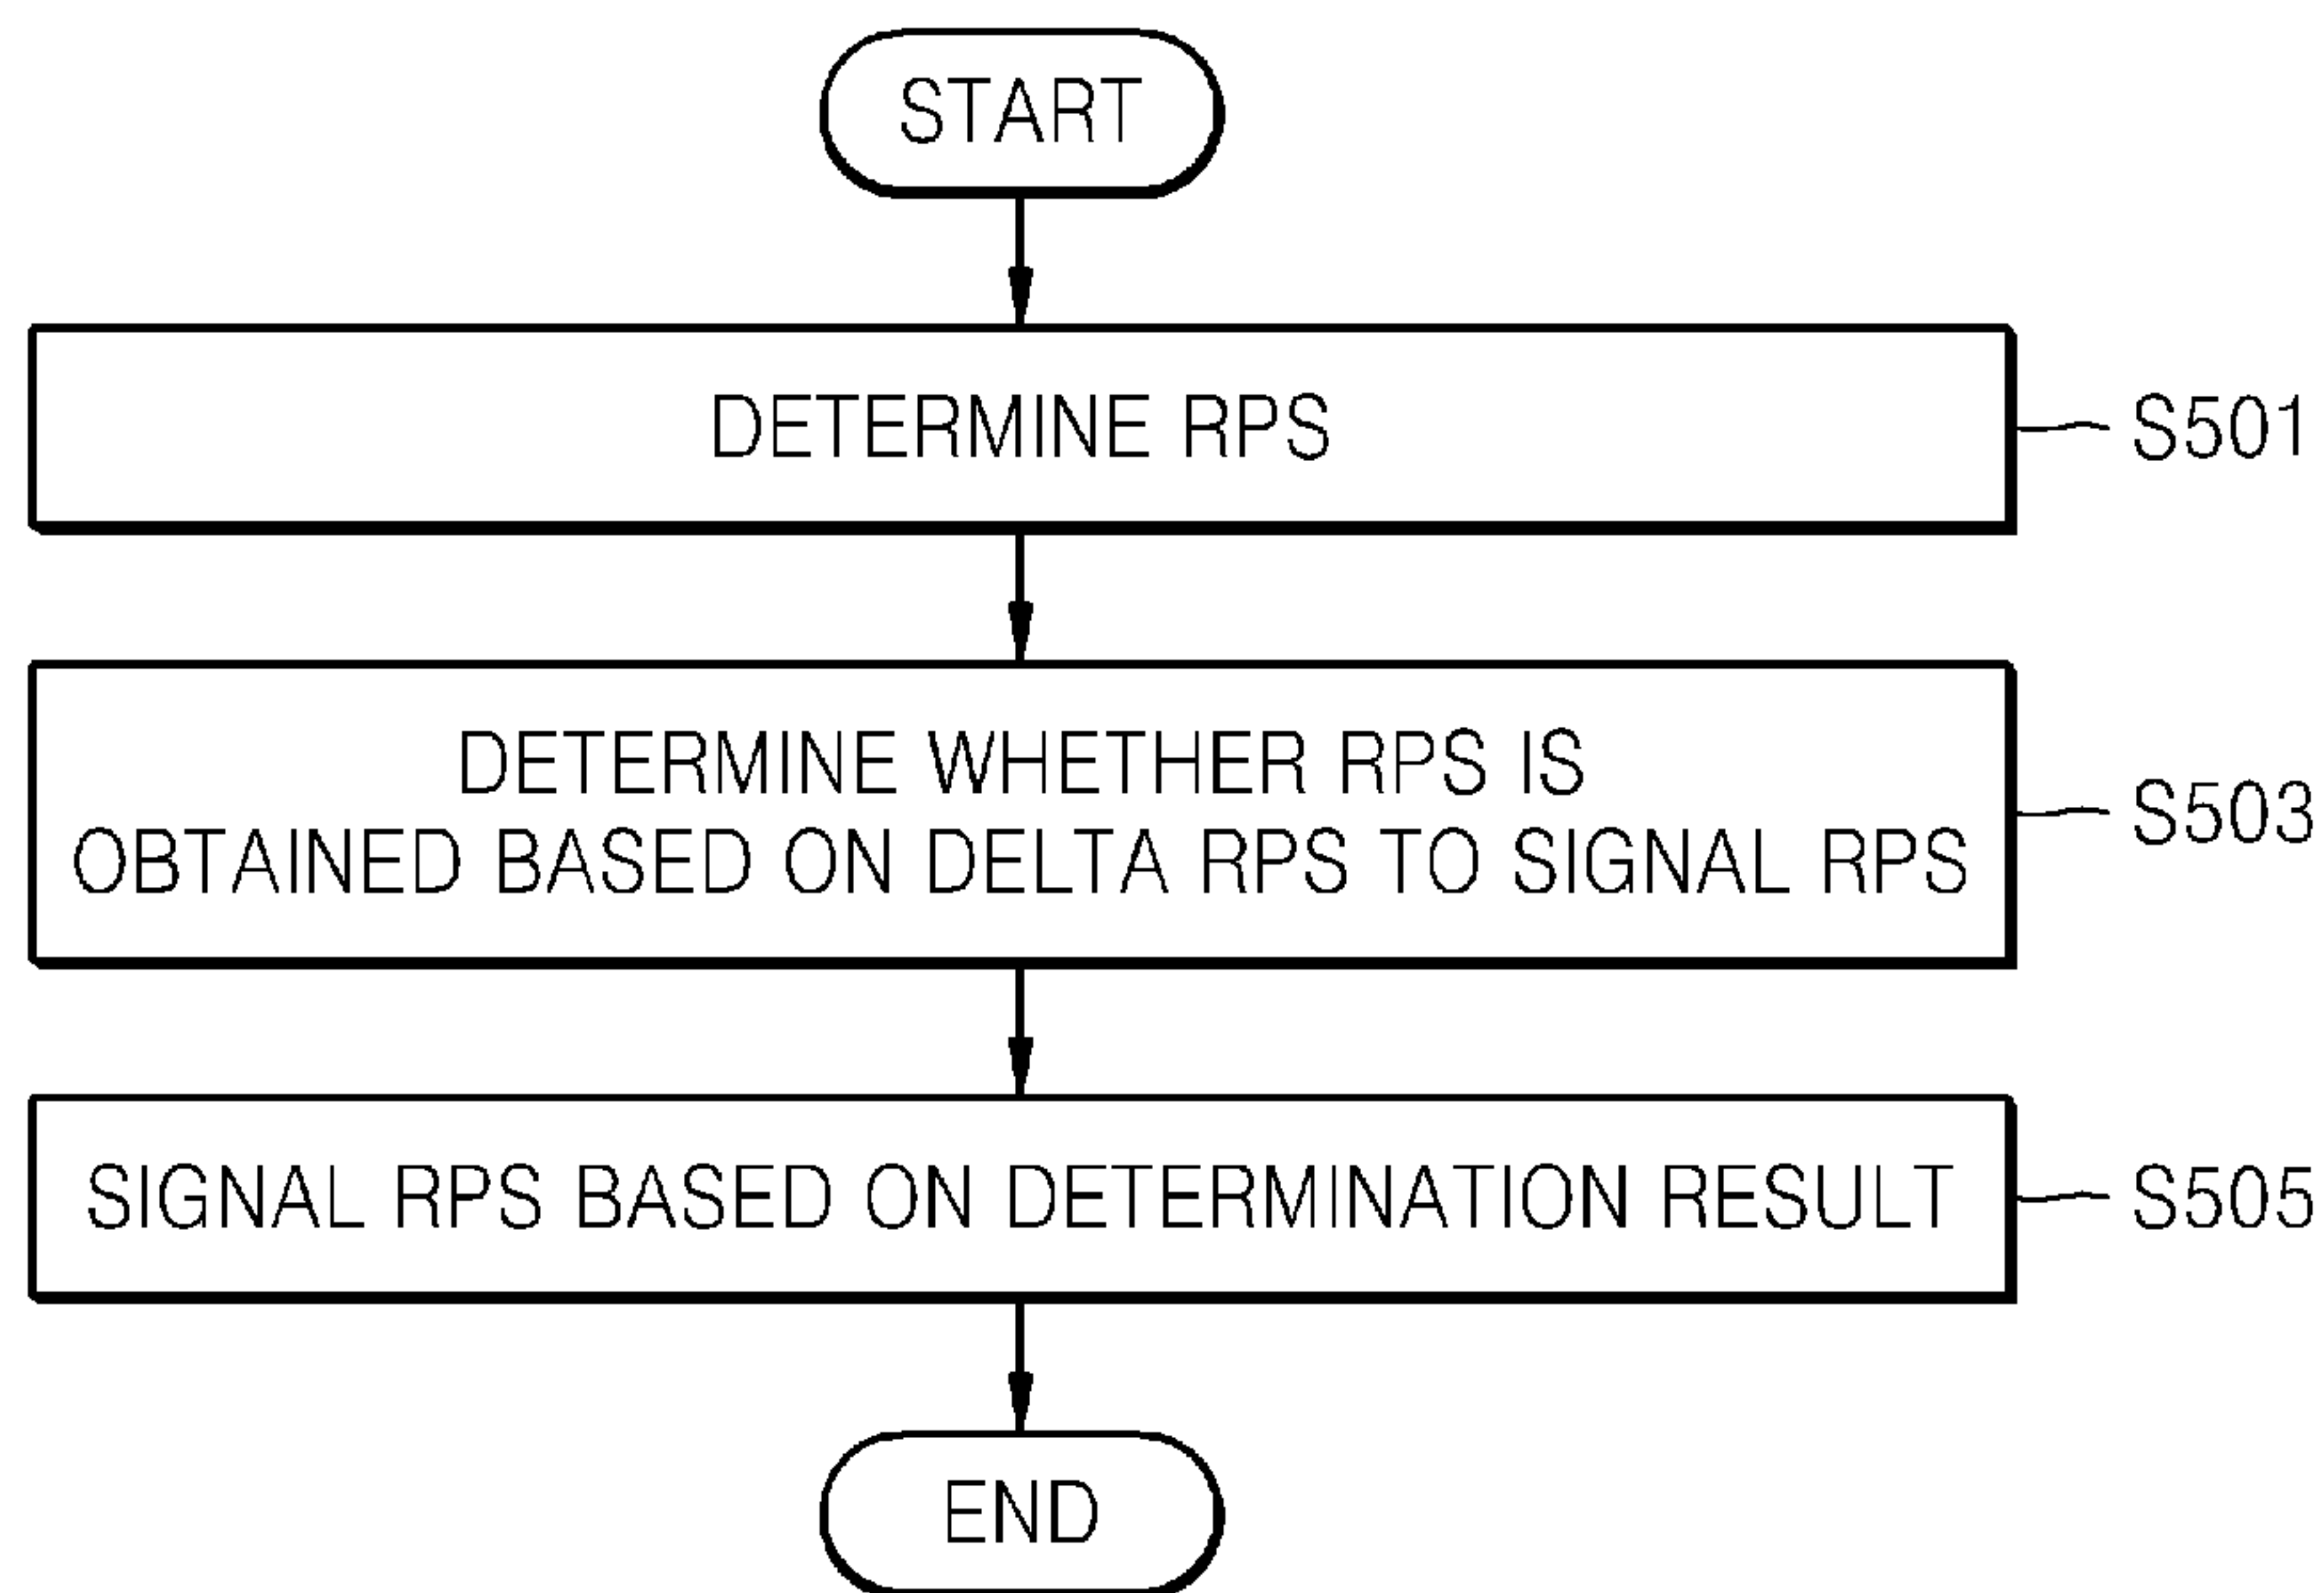 START
DETERMINE RPS
S501
DETERMINE WHETHER RPS IS
OBTAINED BASED ON DELTA RPS TO SIGNAL RPS
S503
SIGNAL RPS BASED ON DETERMINATION RESULT
S505
END